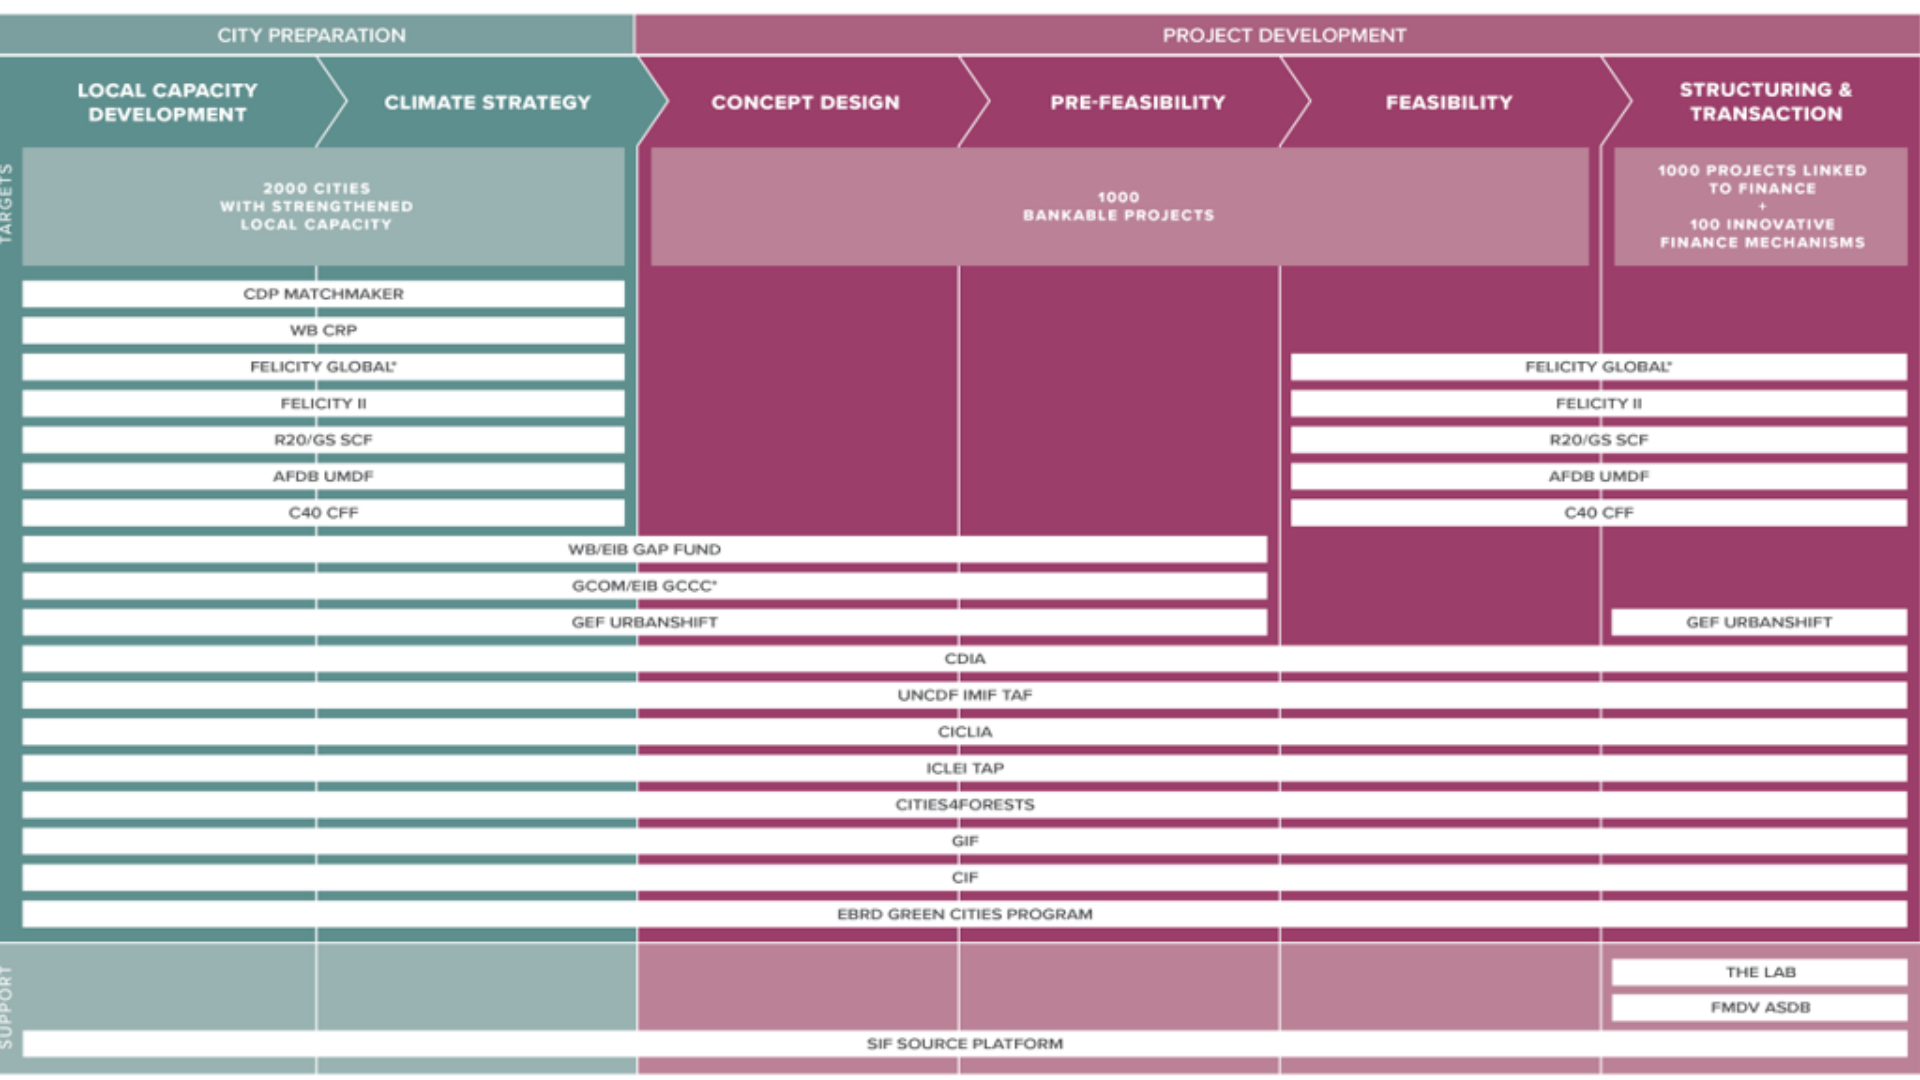 CITY PREPARATION
PROJECT DEVELOPMENT
LOCAL CAPACITY
DEVELOPMENT
CLIMATE STRATEGY
CONCEPT DESIGN
PRE-FEASIBILITY
FEASIBILITY
STRUCTURING &
TRANSACTION
TARGETS
2000 CITIES
WITH STRENGTHENED
LOCAL CAPACITY
1000
BANKABLE PROJECTS
1000 PROJECTS LINKED
TO FINANCE
+
100 INNOVATIVE
FINANCE MECHANISMS
CDP MATCHMAKER
WB CRP
FELICITY GLOBAL*
FELICITY GLOBAL*
FELICITY II
FELICITY II
R20/GS SCF
R20/GS SCF
AFDB UMDF
AFDB UMDF
C40 CFF
C40 CFF
WB/EIB GAP FUND
GCOM/EIB GCCC*
GEF URBANSHIFT
GEF URBANSHIFT
CDIA
UNCDF IMIF TAF
CICLIA
ICLEI TAP
CITIES4FORESTS
GIF
CIF
EBRD GREEN CITIES PROGRAM
SUPPORT
THE LAB
FMDV ASDB
SIF SOURCE PLATFORM